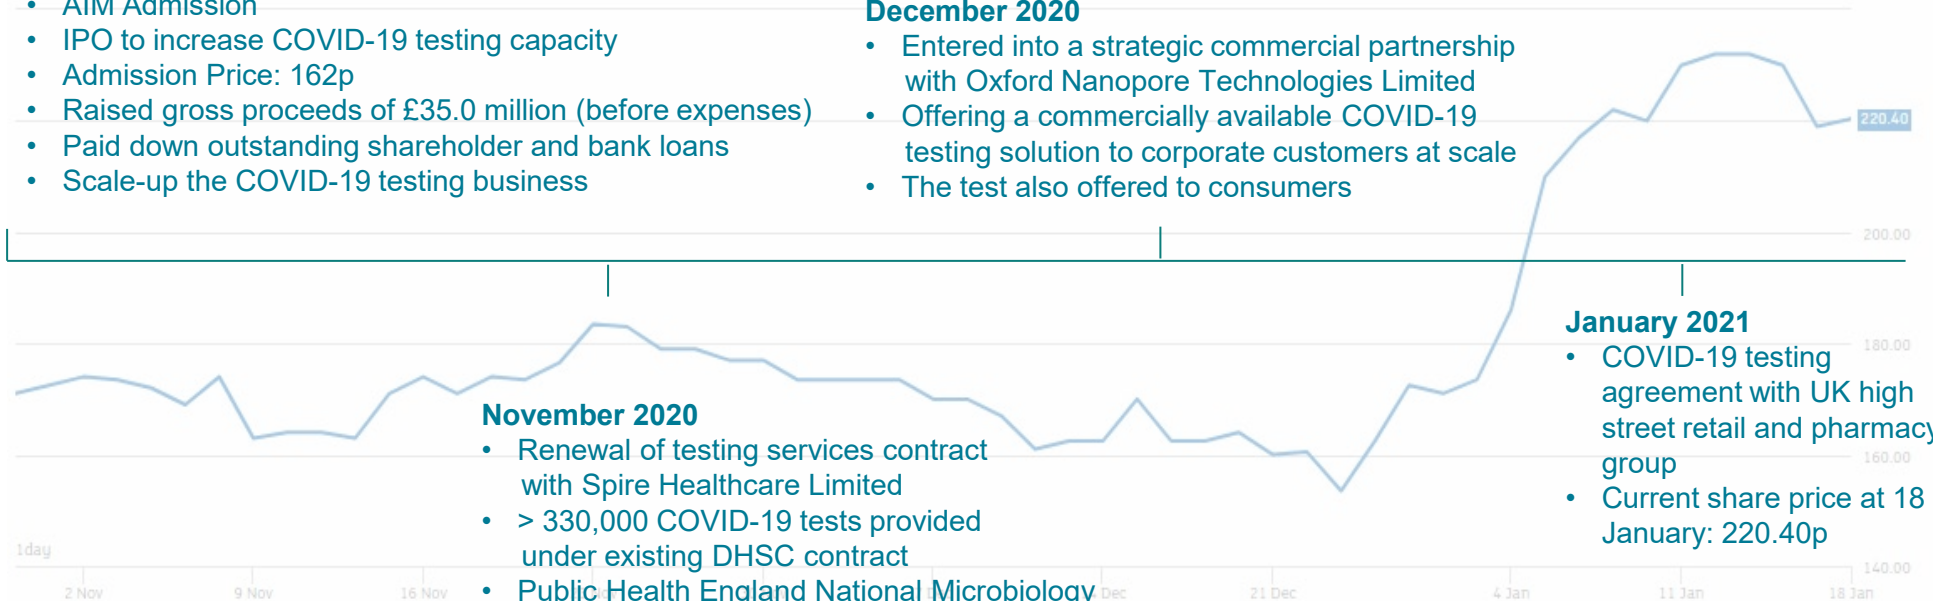 • AIM Admission
• IPO to increase COVID-19 testing capacity
• Admission Price: 162p
• Raised gross proceeds of £35.0 million (before expenses)
• Paid down outstanding shareholder and bank loans
• Scale-up the COVID-19 testing business
December 2020
• Entered into a strategic commercial partnership
with Oxford Nanopore Technologies Limited
• Offering a commercially available COVID-19
testing solution to corporate customers at scale
• The test also offered to consumers
220.40
200.00
180.00
160.00
140.00
November 2020
• Renewal of testing services contract
with Spire Healthcare Limited
• > 330,000 COVID-19 tests provided
under existing DHSC contract
• Public Health England National Microbiology
January 2021
• COVID-19 testing
agreement with UK high
street retail and pharmacy
group
• Current share price at 18
January: 220.40p
1day
2 Nov
9 Nov
16 Nov
Dec
21 Dec
4 Jan
11 Jan
18 Jan